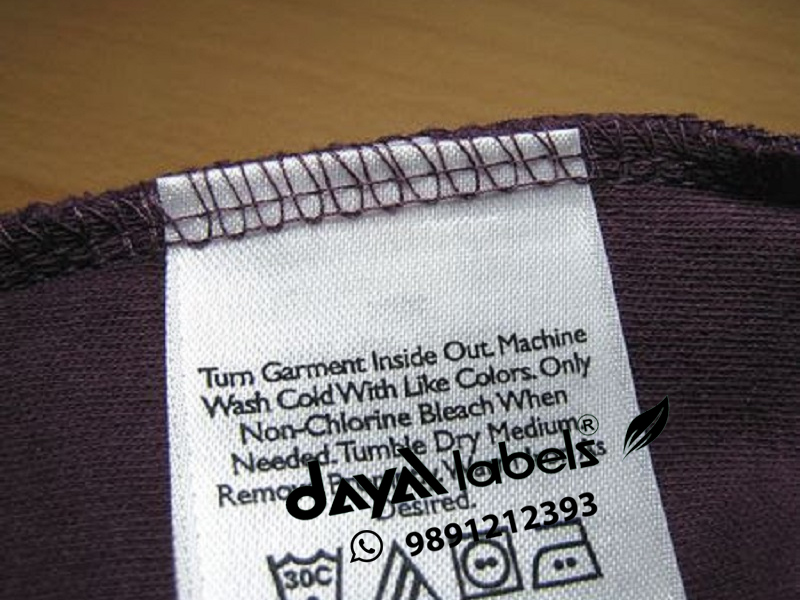 Turn Garment Inside Out. Machine
Wash Cold With Like Colors. Only
Non-Chlorine Bleach When
Needed. Tumble Dry Medium.
Desired.
dayal labels®
9891212393
30C